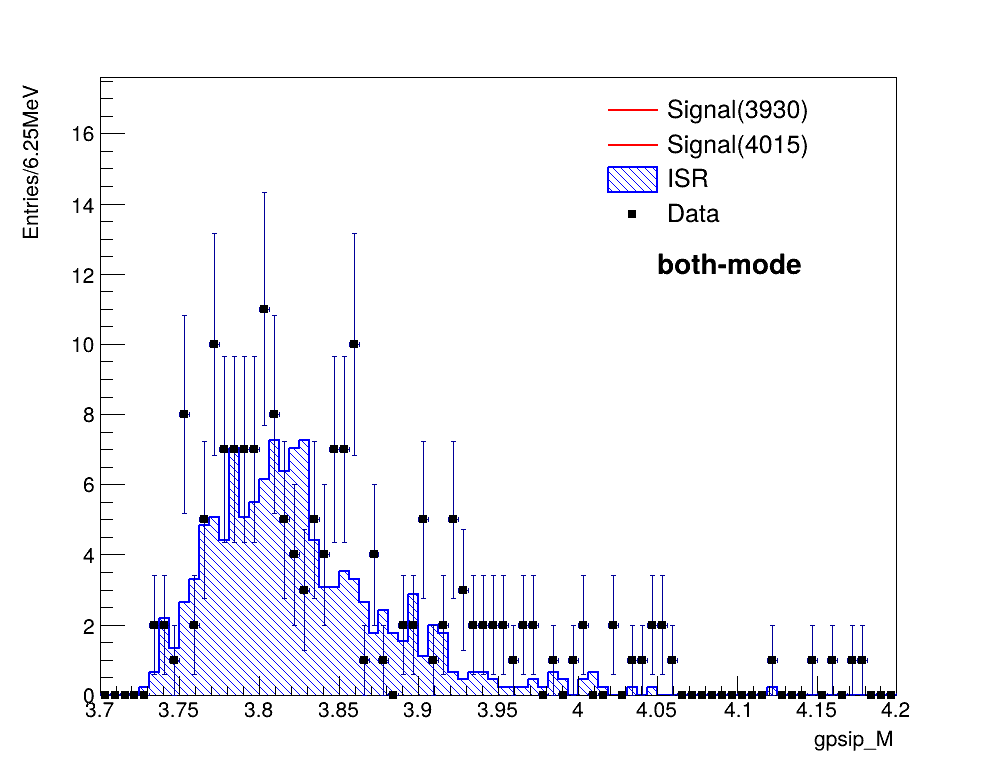 Entries/6.25MeV
16
14
12
10
8
6
4
2
0
3.7 3.75 3.8 3.85 3.9 3.95 4 4.05 4.1 4.15 4.2
gpsip_M
Signal(3930)
Signal(4015)
ISR
Data
both-mode